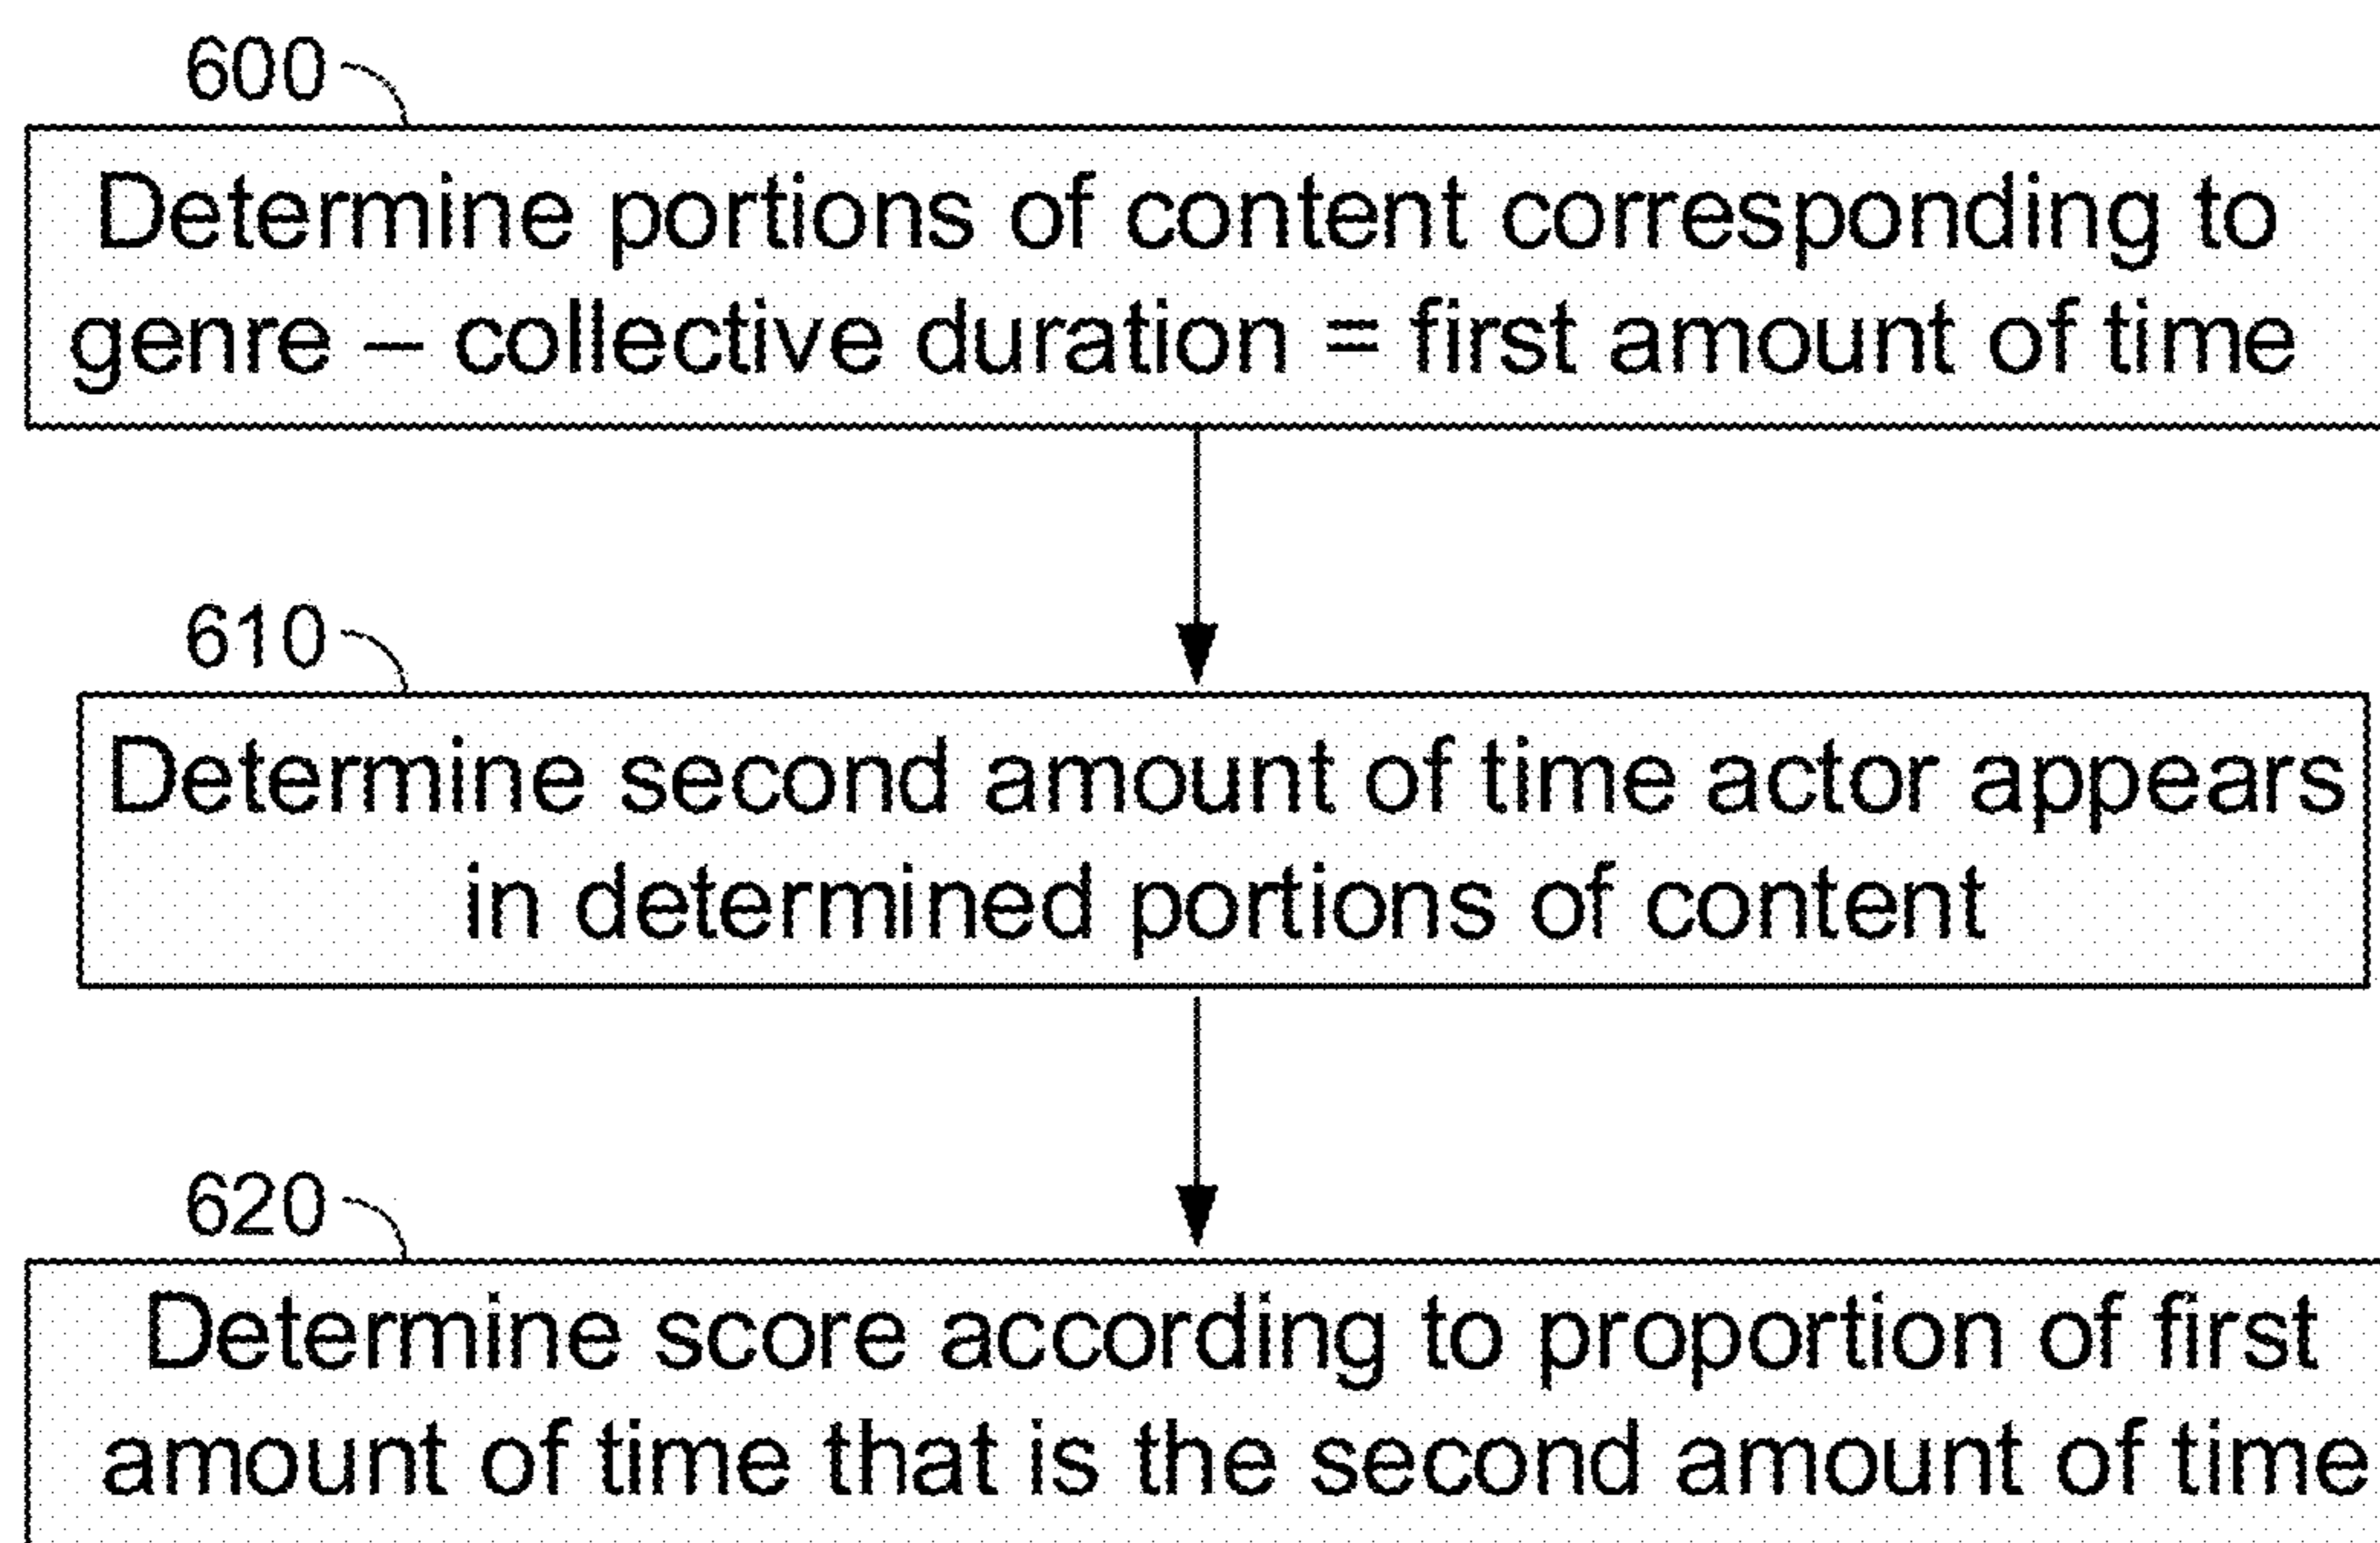 600
Determine portions of content corresponding to
genre – collective duration = first amount of time
610
Determine second amount of time actor appears
in determined portions of content
620
Determine score according to proportion of first
amount of time that is the second amount of time